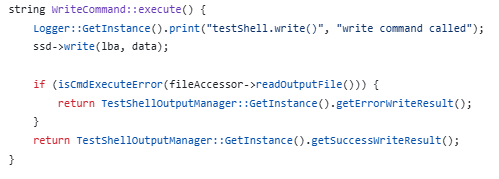 string WriteCommand::execute() {
    Logger::GetInstance().print("testShell.write()", "write command called");
    ssd->write(lba, data);

    if (isCmdExecuteError(fileAccessor->readOutputFile())) {
        return TestShellOutputManager::GetInstance().getErrorWriteResult();
    }
    return TestShellOutputManager::GetInstance().getSuccessWriteResult();
}